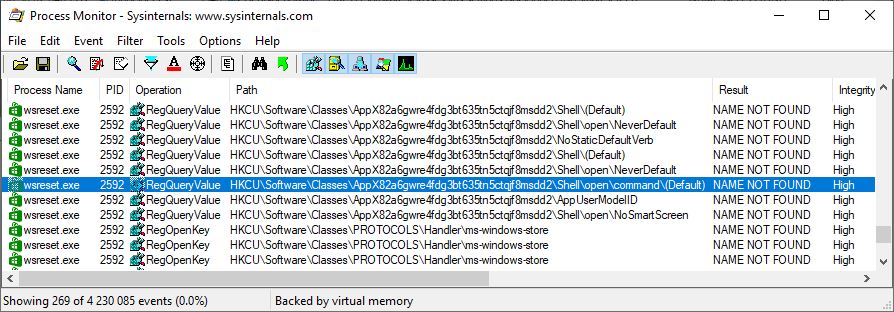 Process Monitor - Sysinternals: www.sysinternals.com
File Edit Event Filter Tools Options Help
Process Name PID Operation Path Result Integrity
wsreset.exe 2592 RegQueryValue HKCU\Software\Classes\AppX82a6gwre4fdg3bt635tn5ctqjf8msdd2\Shell\(Default) NAME NOT FOUND High
wsreset.exe 2592 RegQueryValue HKCU\Software\Classes\AppX82a6gwre4fdg3bt635tn5ctqjf8msdd2\Shell\open\NeverDefault NAME NOT FOUND High
wsreset.exe 2592 RegQueryValue HKCU\Software\Classes\AppX82a6gwre4fdg3bt635tn5ctqjf8msdd2\NoStaticDefaultVerb NAME NOT FOUND High
wsreset.exe 2592 RegQueryValue HKCU\Software\Classes\AppX82a6gwre4fdg3bt635tn5ctqjf8msdd2\Shell\(Default) NAME NOT FOUND High
wsreset.exe 2592 RegQueryValue HKCU\Software\Classes\AppX82a6gwre4fdg3bt635tn5ctqjf8msdd2\Shell\open\NeverDefault NAME NOT FOUND High
wsreset.exe 2592 RegQueryValue HKCU\Software\Classes\AppX82a6gwre4fdg3bt635tn5ctqjf8msdd2\Shell\open\command\(Default) NAME NOT FOUND High
wsreset.exe 2592 RegQueryValue HKCU\Software\Classes\AppX82a6gwre4fdg3bt635tn5ctqjf8msdd2\AppUserModelID NAME NOT FOUND High
wsreset.exe 2592 RegQueryValue HKCU\Software\Classes\AppX82a6gwre4fdg3bt635tn5ctqjf8msdd2\Shell\open\NoSmartScreen NAME NOT FOUND High
wsreset.exe 2592 RegOpenKey HKCU\Software\Classes\PROTOCOLS\Handler\ms-windows-store NAME NOT FOUND High
wsreset.exe 2592 RegOpenKey HKCU\Software\Classes\PROTOCOLS\Handler\ms-windows-store NAME NOT FOUND High
wsreset.exe 2592 RegOpenKey HKCU\Software\Classes\PROTOCOLS\Handler\ms-windows-store NAME NOT FOUND High
Showing 269 of 4 230 085 events (0.0%) Backed by virtual memory